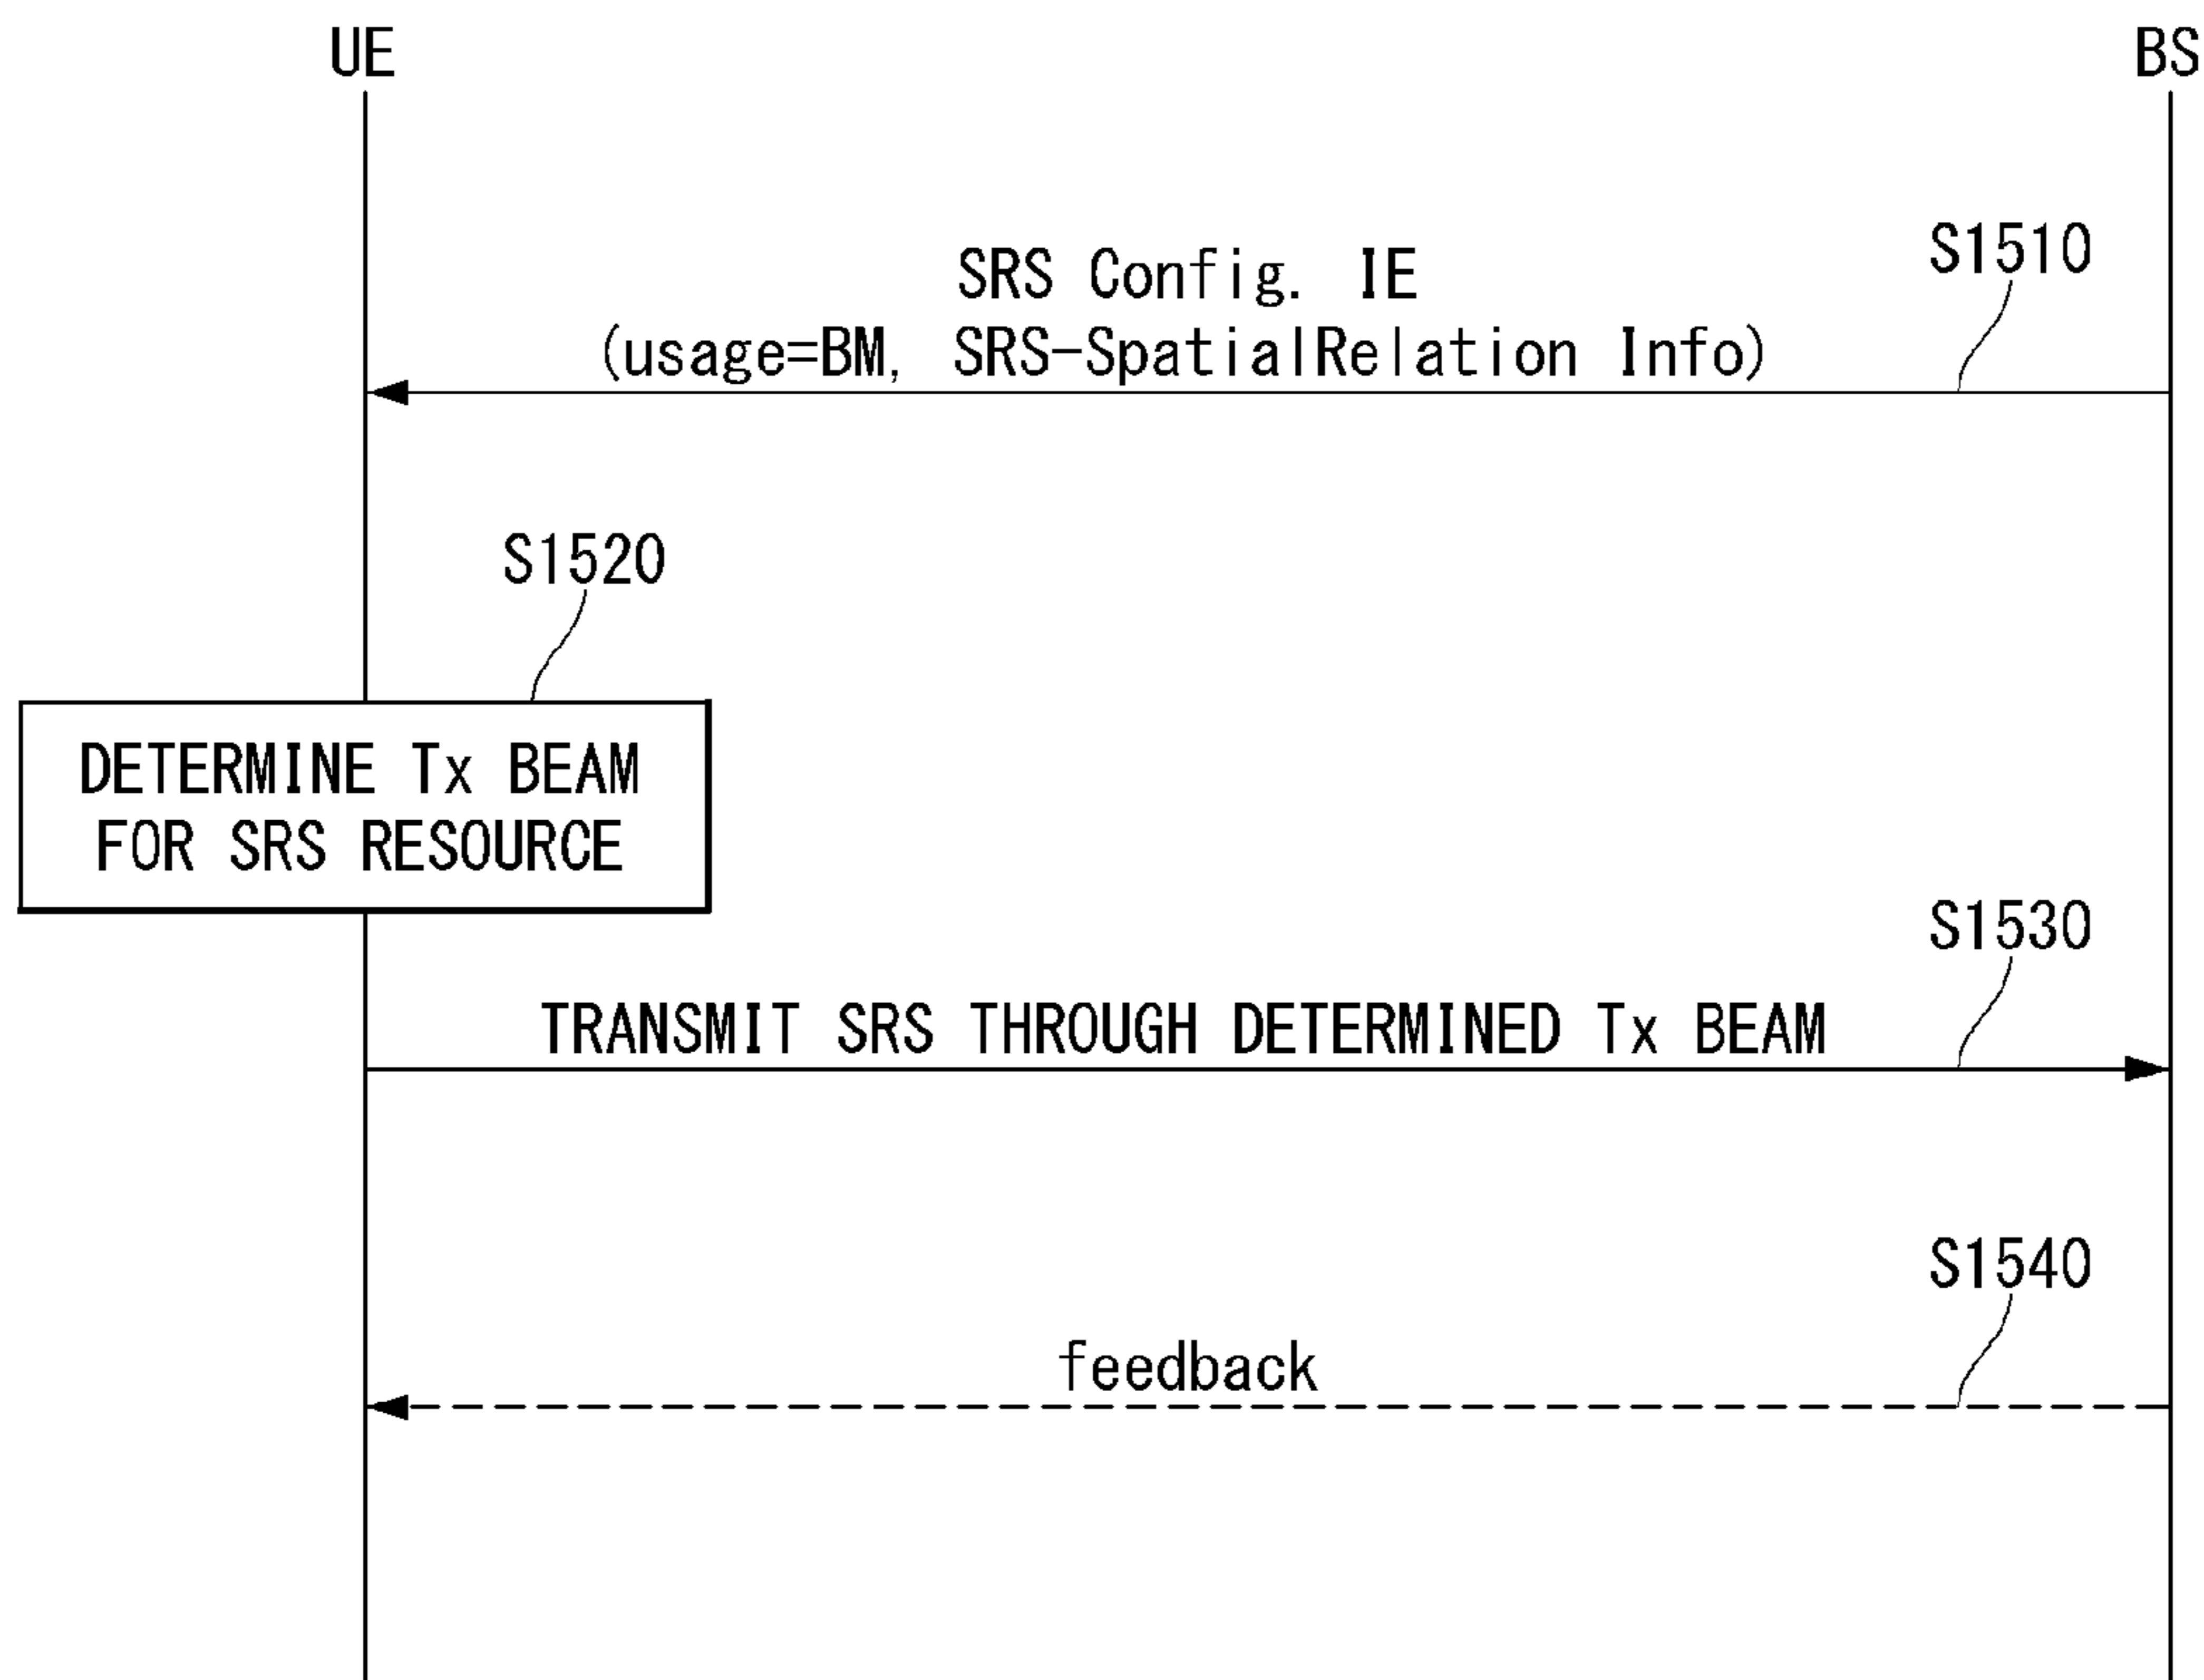 UE
BS
S1510
SRS Config. IE
(usage=BM, SRS-SpatialRelation Info)
S1520
DETERMINE Tx BEAM
FOR SRS RESOURCE
S1530
TRANSMIT SRS THROUGH DETERMINED Tx BEAM
S1540
feedback